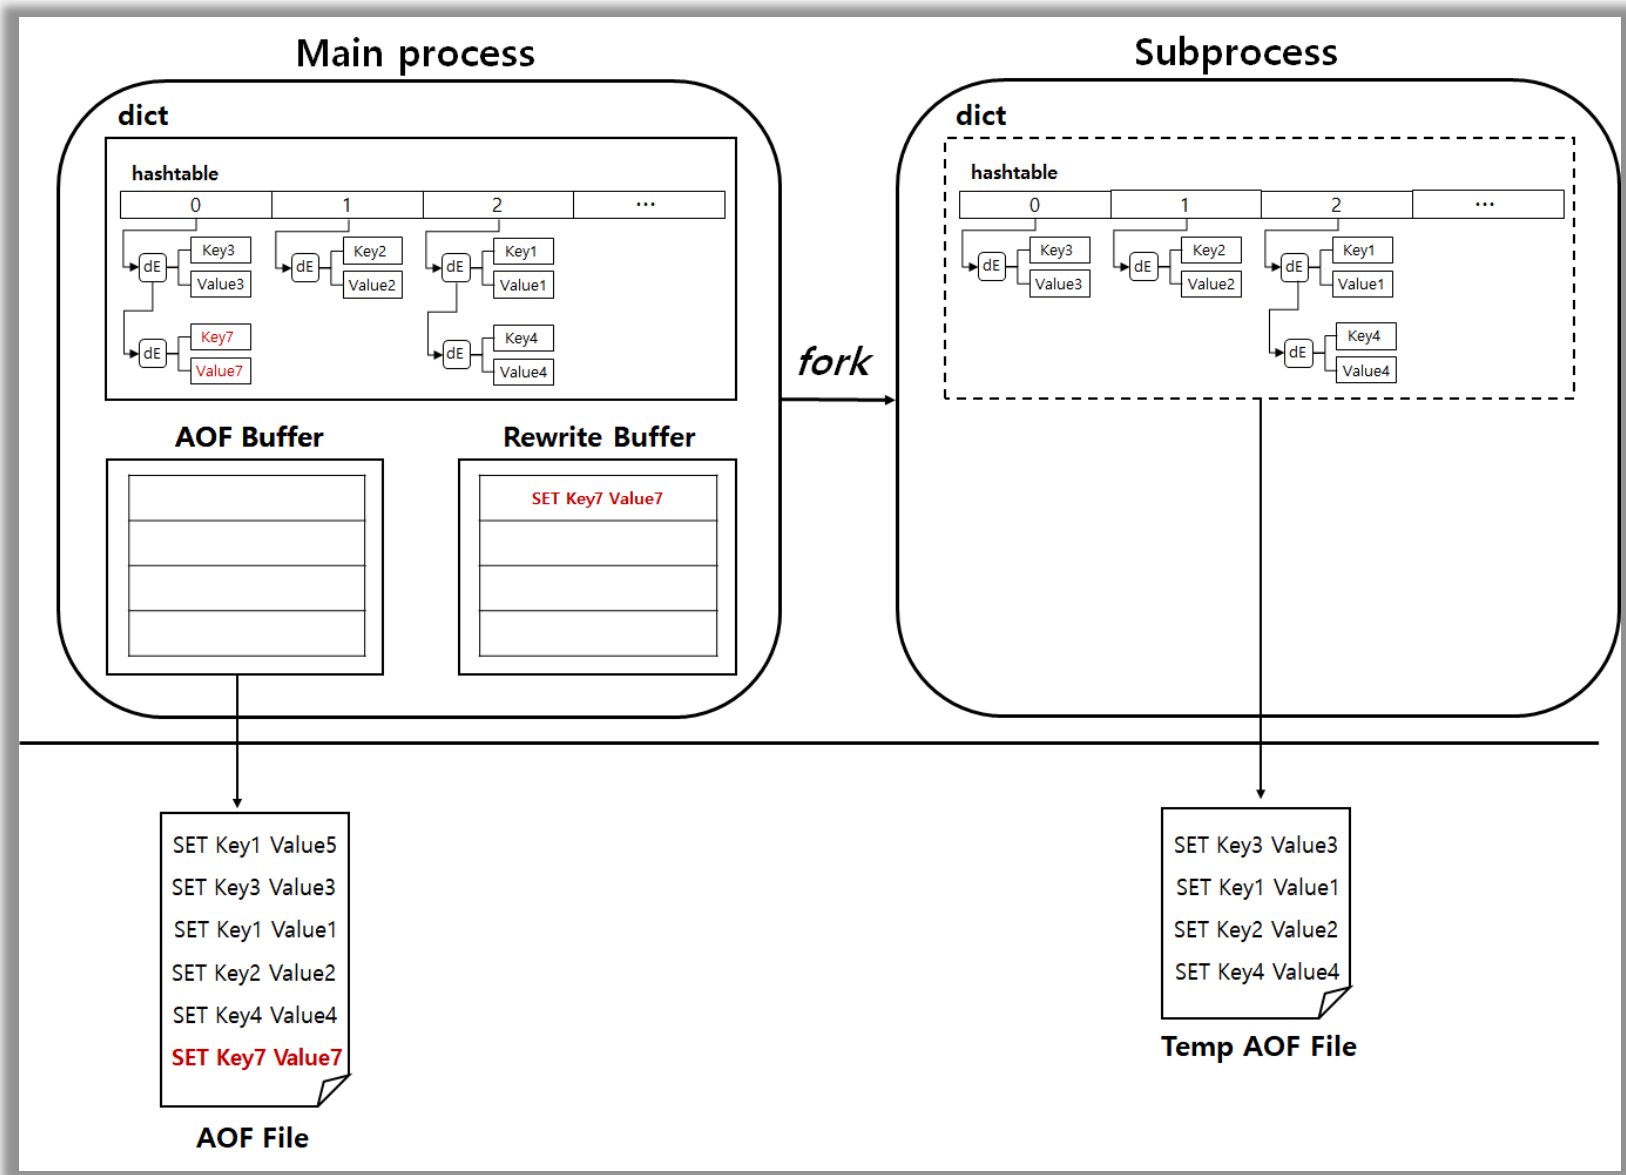 Main process
dict
hashtable
0 1 2 ...
dE Key3 Value3
dE Key2 Value2
dE Key1 Value1
dE Key7 Value7
dE Key4 Value4
AOF Buffer
Rewrite Buffer
SET Key7 Value7
fork
Subprocess
dict
hashtable
0 1 2 ...
dE Key3 Value3
dE Key2 Value2
dE Key1 Value1
dE Key4 Value4
SET Key1 Value5
SET Key3 Value3
SET Key1 Value1
SET Key2 Value2
SET Key4 Value4
SET Key7 Value7
AOF File
SET Key3 Value3
SET Key1 Value1
SET Key2 Value2
SET Key4 Value4
Temp AOF File